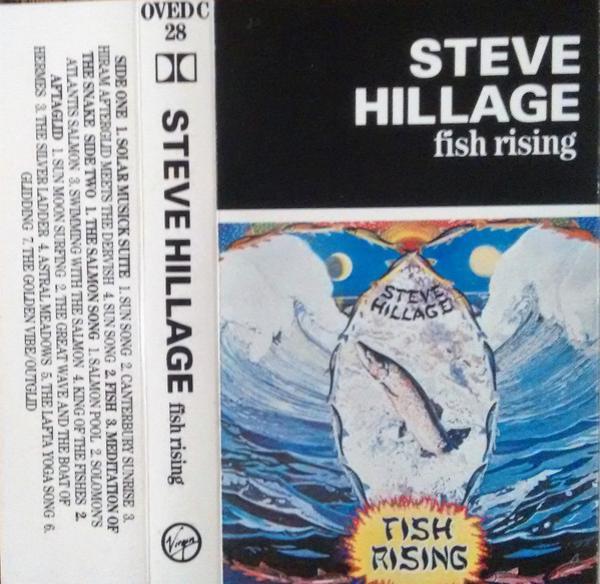 OVED C
28
SIDE ONE 1. SOLAR MUSICK SUITE 1. SUN SONG 2. CANTERBURY SUNRISE 3.
HIRAM AFTERGLID MEETS THE DERVISH 4. SUN SONG 2. FISH 3. MEDITATION OF
THE SNAKE SIDE TWO 1. THE SALMON SONG 1. SALMON POOL 2. SOLOMON'S
ATLANTIS SALMON 3. SWIMMING WITH THE SALMON 4. KING OF THE FISHES 2.
AFTAGLID 1. SUN MOON SURFING 2. THE GREAT WAVE AND THE BOAT OF
HERMES 3. THE SILVER LADDER 4. ASTRAL MEADOWS 5. THE LAFTA YOGA SONG 6.
GLIDDING 7. THE GOLDEN VIBE/OUTGLID
STEVE HILLAGE fish rising
Virgin
STEVE
HILLAGE
fish rising
STEVE
HILLAGE
FISH
RISING